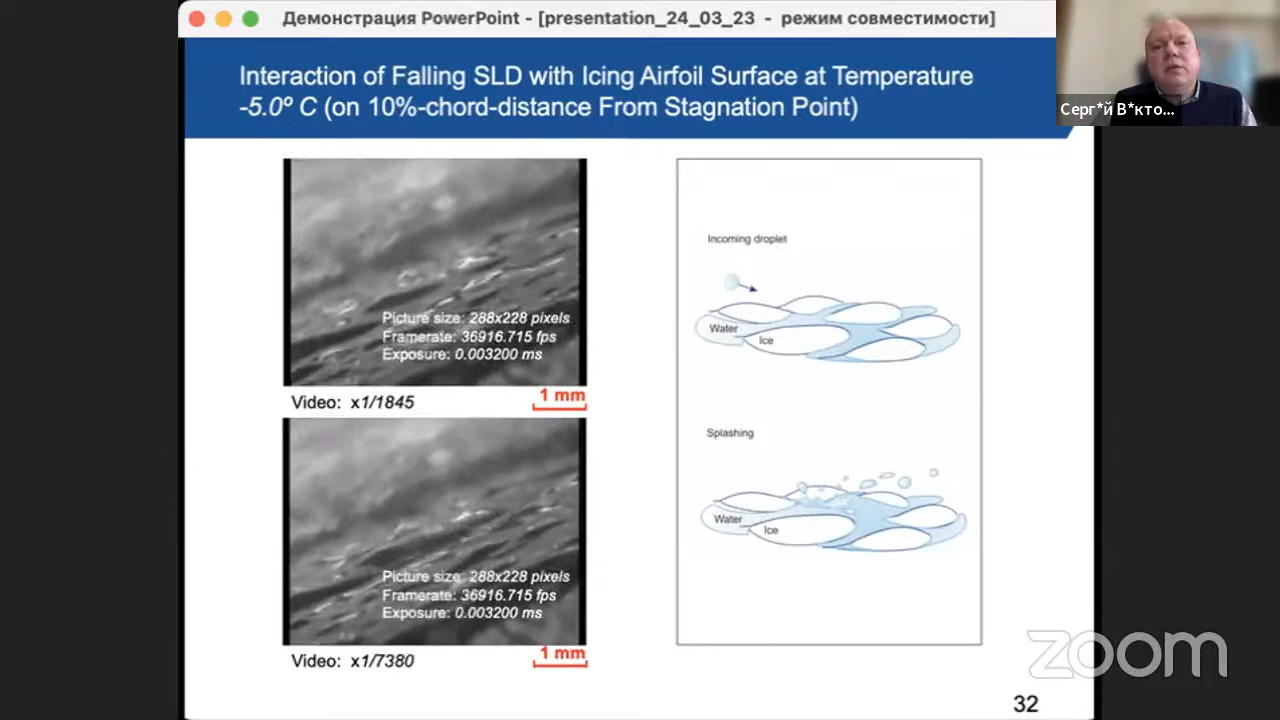 Демонстрация PowerPoint - [presentation_24_03_23 - режим совместимости]
Interaction of Falling SLD with Icing Airfoil Surface at Temperature
-5.0º C (on 10%-chord-distance From Stagnation Point)
Серг*й В*кто...
Picture size: 288x228 pixels
Framerate: 36916.715 fps
Exposure: 0.003200 ms
Video: x1/1845
1 mm
Picture size: 288x228 pixels
Framerate: 36916.715 fps
Exposure: 0.003200 ms
Video: x1/7380
1 mm
Incoming droplet
Water
Ice
Splashing
Water
Ice
zoom
32